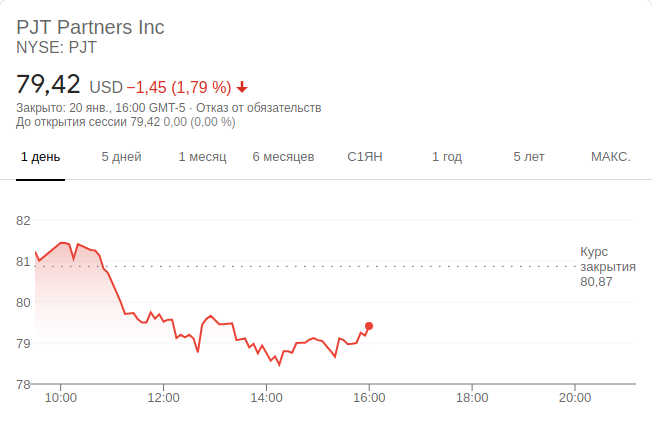 PJT Partners Inc
NYSE: PJT
79,42 USD −1,45 (1,79 %)
Закрыто: 20 янв., 16:00 GMT-5 · Отказ от обязательств
До открытия сессии 79,42 0,00 (0,00 %)
1 день 5 дней 1 месяц 6 месяцев С1ЯН 1 год 5 лет МАКС.
82
81
80
79
78
Курс
закрытия
80,87
10:00 12:00 14:00 16:00 18:00 20:00